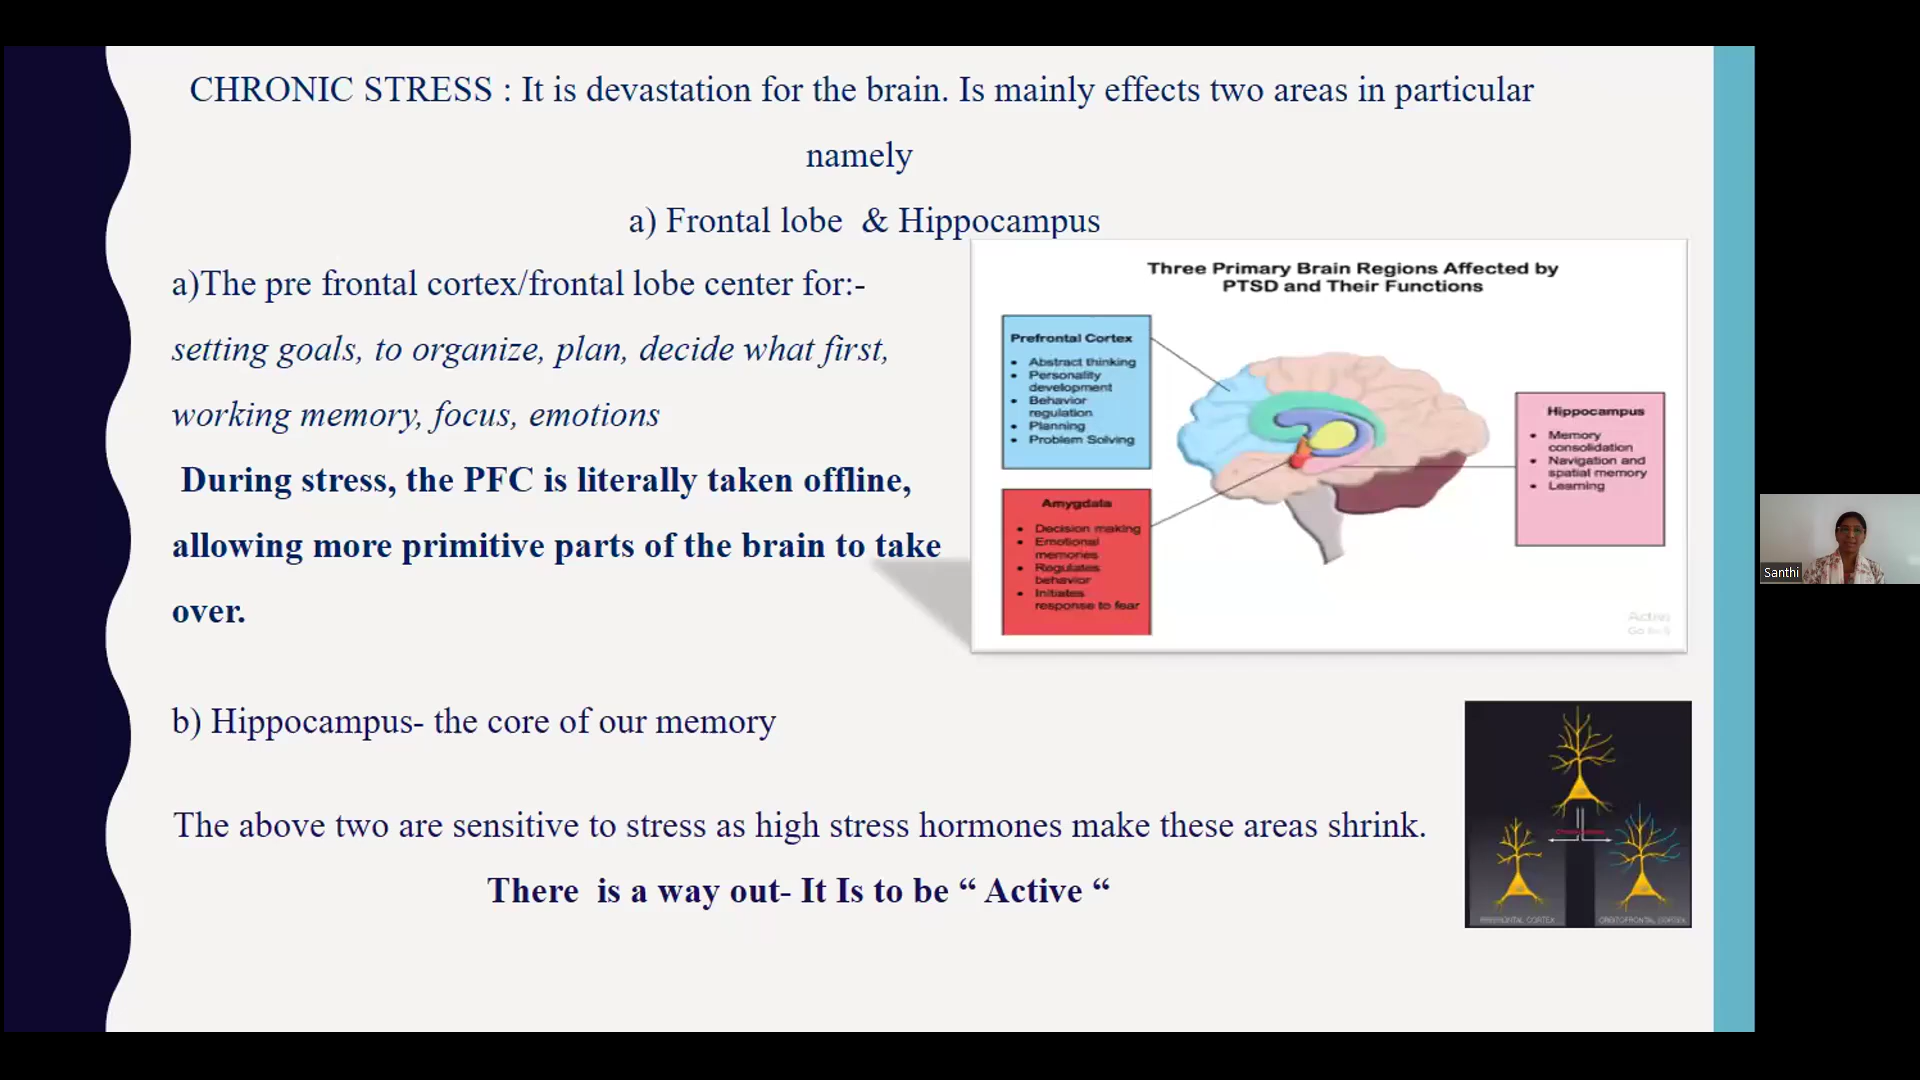 CHRONIC STRESS : It is devastation for the brain. Is mainly effects two areas in particular
namely
a) Frontal lobe & Hippocampus
a)The pre frontal cortex/frontal lobe center for:-
setting goals, to organize, plan, decide what first,
working memory, focus, emotions
During stress, the PFC is literally taken offline,
allowing more primitive parts of the brain to take
over.
Three Primary Brain Regions Affected by
PTSD and Their Functions
Prefrontal Cortex
• Abstract thinking
• Personality
development
• Behavior
regulation
• Planning
• Problem Solving
Amygdala
• Decision making
• Emotional
memories
• Regulates
behavior
• Initiates
response to fear
Hippocampus
• Memory
consolidation
• Navigation and
spatial memory
• Learning
b) Hippocampus- the core of our memory
The above two are sensitive to stress as high stress hormones make these areas shrink.
There is a way out- It Is to be “ Active “
PREFRONTAL CORTEX
ORBITOFRONTAL CORTEX
Santhi